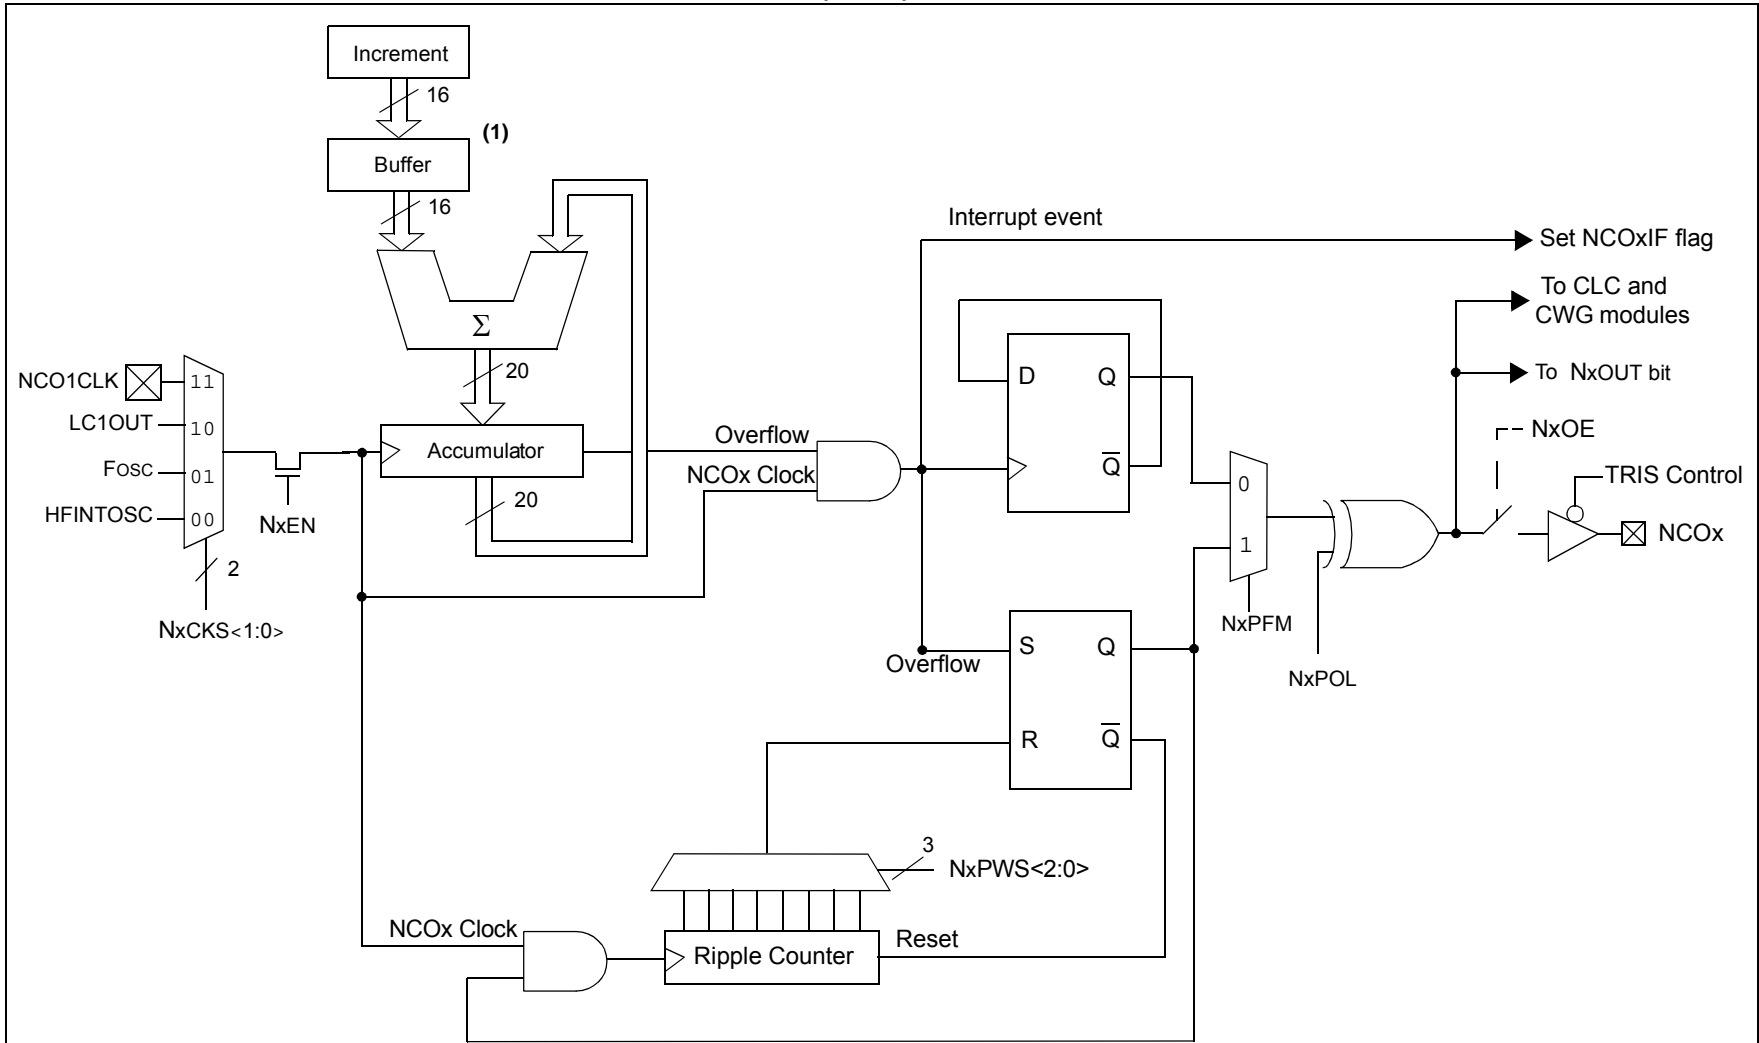 Increment
16
(1)
Buffer
16
Interrupt event
Set NCOxIF flag
To CLC and
CWG modules
Σ
D Q
20
To NxOUT bit
NCO1CLK
11
LC1OUT
10
FOSC
01
HFINTOSC
00
NxEN
2
NxCKS<1:0>
Accumulator
20
Overflow
NCOx Clock
Q
0
1
NxOE
TRIS Control
NCOx
NxPFM
NxPOL
Overflow
S Q
R Q
3
NxPWS<2:0>
NCOx Clock
Ripple Counter
Reset